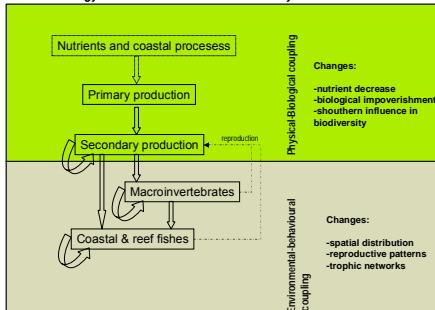 Nutrients and coastal procesess
Primary production
Secondary production
reproduction
Macroinvertebrates
Coastal & reef fishes
Physical-Biological coupling
Changes:
-nutrient decrease
-biological impoverishment
-shouthern influence in
biodiversity
Environmental-behavioural
coupling
Changes:
-spatial distribution
-reproductive patterns
-trophic networks